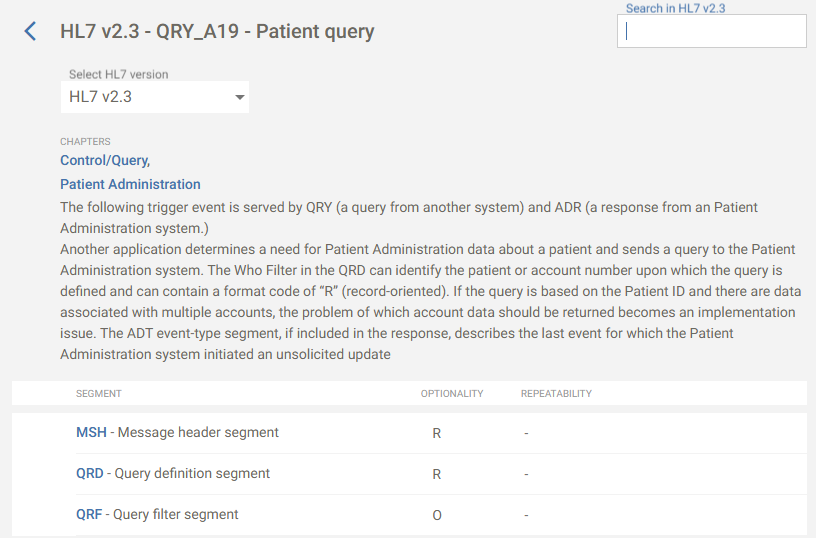 Search in HL7 v2.3
HL7 v2.3 - QRY_A19 - Patient query
Select HL7 version
HL7 v2.3
CHAPTERS
Control/Query,
Patient Administration
The following trigger event is served by QRY (a query from another system) and ADR (a response from an Patient
Administration system.)
Another application determines a need for Patient Administration data about a patient and sends a query to the Patient
Administration system. The Who Filter in the QRD can identify the patient or account number upon which the query is
defined and can contain a format code of “R” (record-oriented). If the query is based on the Patient ID and there are data
associated with multiple accounts, the problem of which account data should be returned becomes an implementation
issue. The ADT event-type segment, if included in the response, describes the last event for which the Patient
Administration system initiated an unsolicited update
SEGMENT OPTIONALITY REPEATABILITY
MSH - Message header segment R -
QRD - Query definition segment R -
QRF - Query filter segment O -